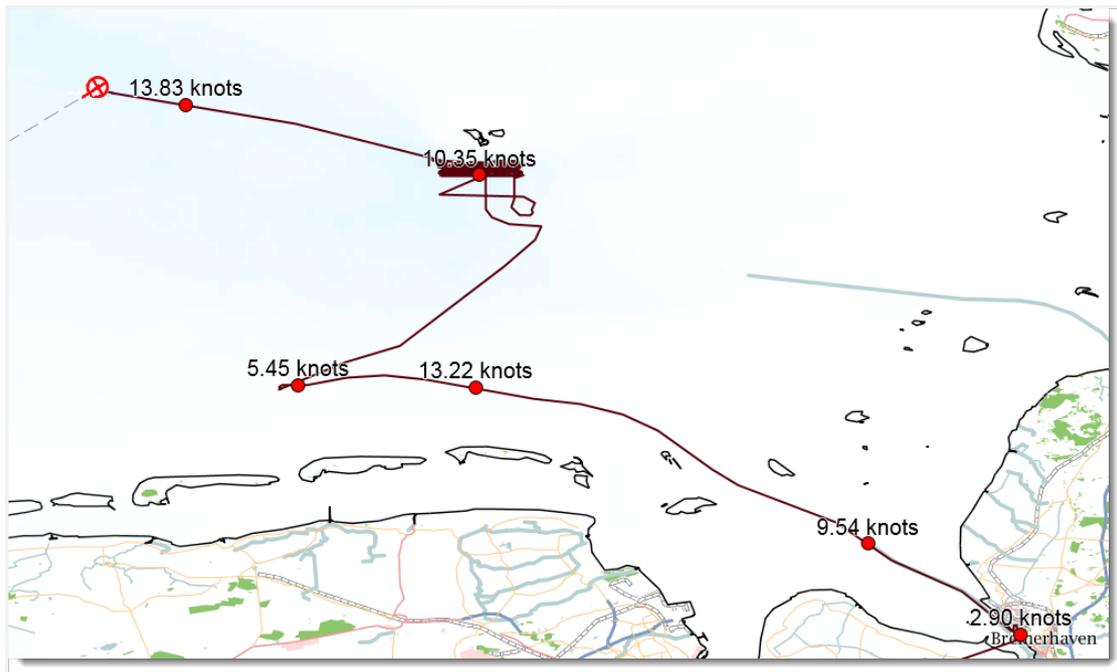 13.83 knots
10.35 knots
5.45 knots
13.22 knots
9.54 knots
2.90 knots
Bremerhaven